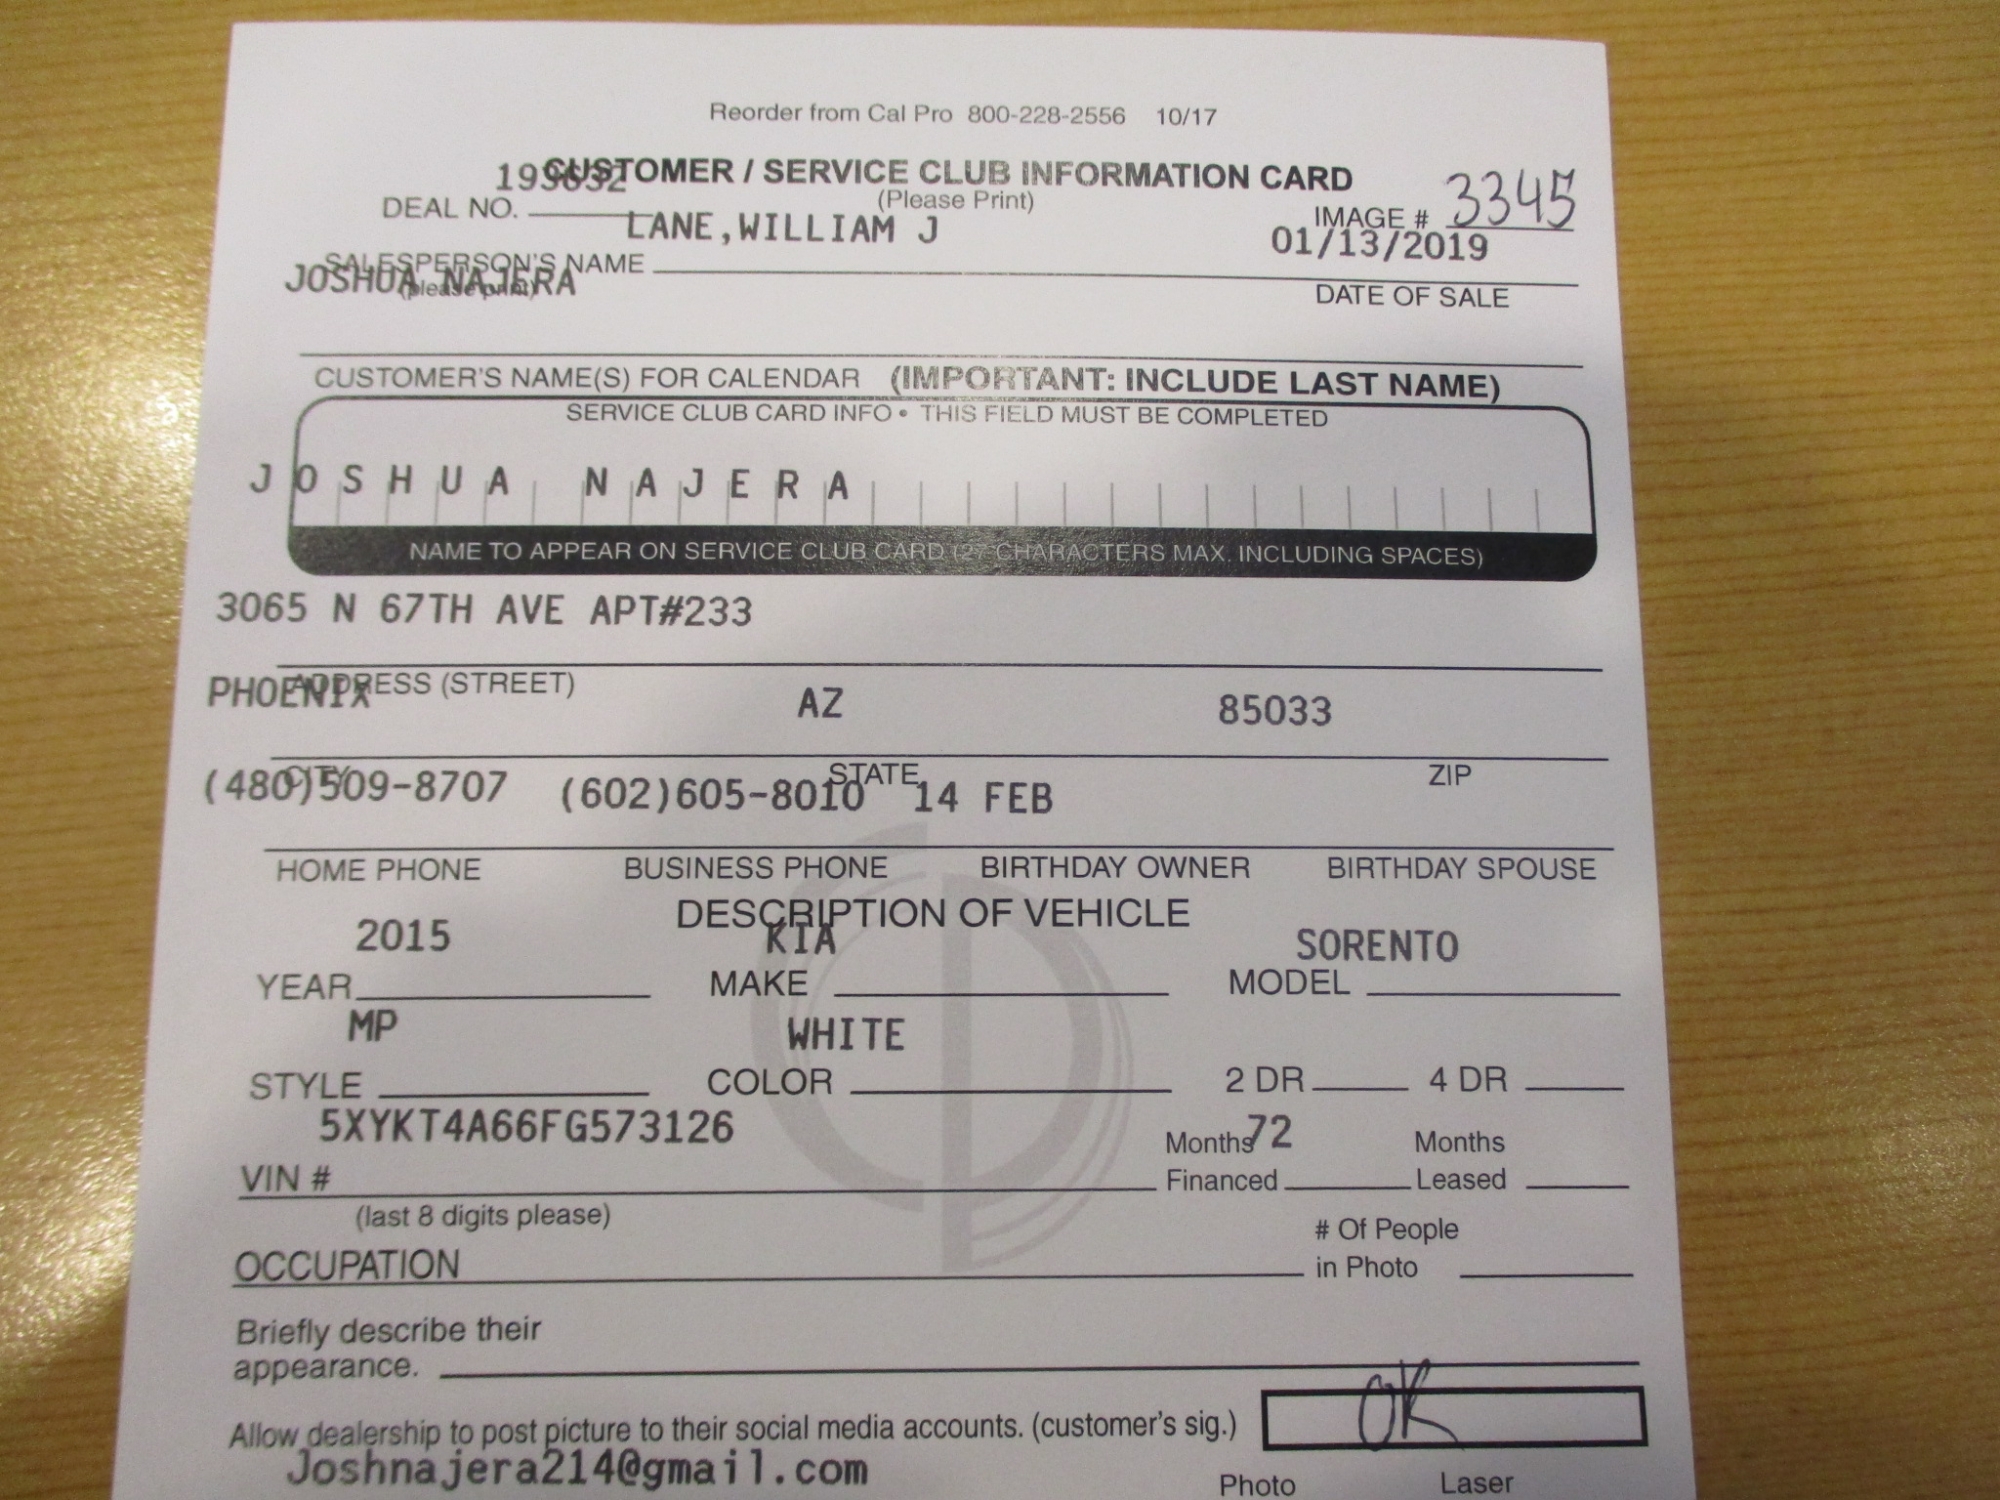 Reorder from Cal Pro 800-228-2556 10/17
CUSTOMER / SERVICE CLUB INFORMATION CARD
(Please Print)
DEAL NO.
IMAGE # 3345
LANE,WILLIAM J
01/13/2019
SALESPERSON'S NAME
(please print)
JOSHUA NAJERA
DATE OF SALE
CUSTOMER'S NAME(S) FOR CALENDAR (IMPORTANT: INCLUDE LAST NAME)
SERVICE CLUB CARD INFO • THIS FIELD MUST BE COMPLETED
JOSHUA NAJERA
NAME TO APPEAR ON SERVICE CLUB CARD (27 CHARACTERS MAX. INCLUDING SPACES)
3065 N 67TH AVE APT#233
ADDRESS (STREET)
PHOENIX AZ 85033
CITY STATE ZIP
(480)509-8707 (602)605-8010 14 FEB
HOME PHONE BUSINESS PHONE BIRTHDAY OWNER BIRTHDAY SPOUSE
DESCRIPTION OF VEHICLE
2015 KIA SORENTO
YEAR MAKE MODEL
MP WHITE
STYLE COLOR 2 DR 4 DR
5XYKT4A66FG573126 72
VIN # Months Financed Months Leased
(last 8 digits please)
OCCUPATION # Of People in Photo
Briefly describe their
appearance.
Allow dealership to post picture to their social media accounts. (customer's sig.) OK
Joshnajera214@gmail.com
Photo Laser